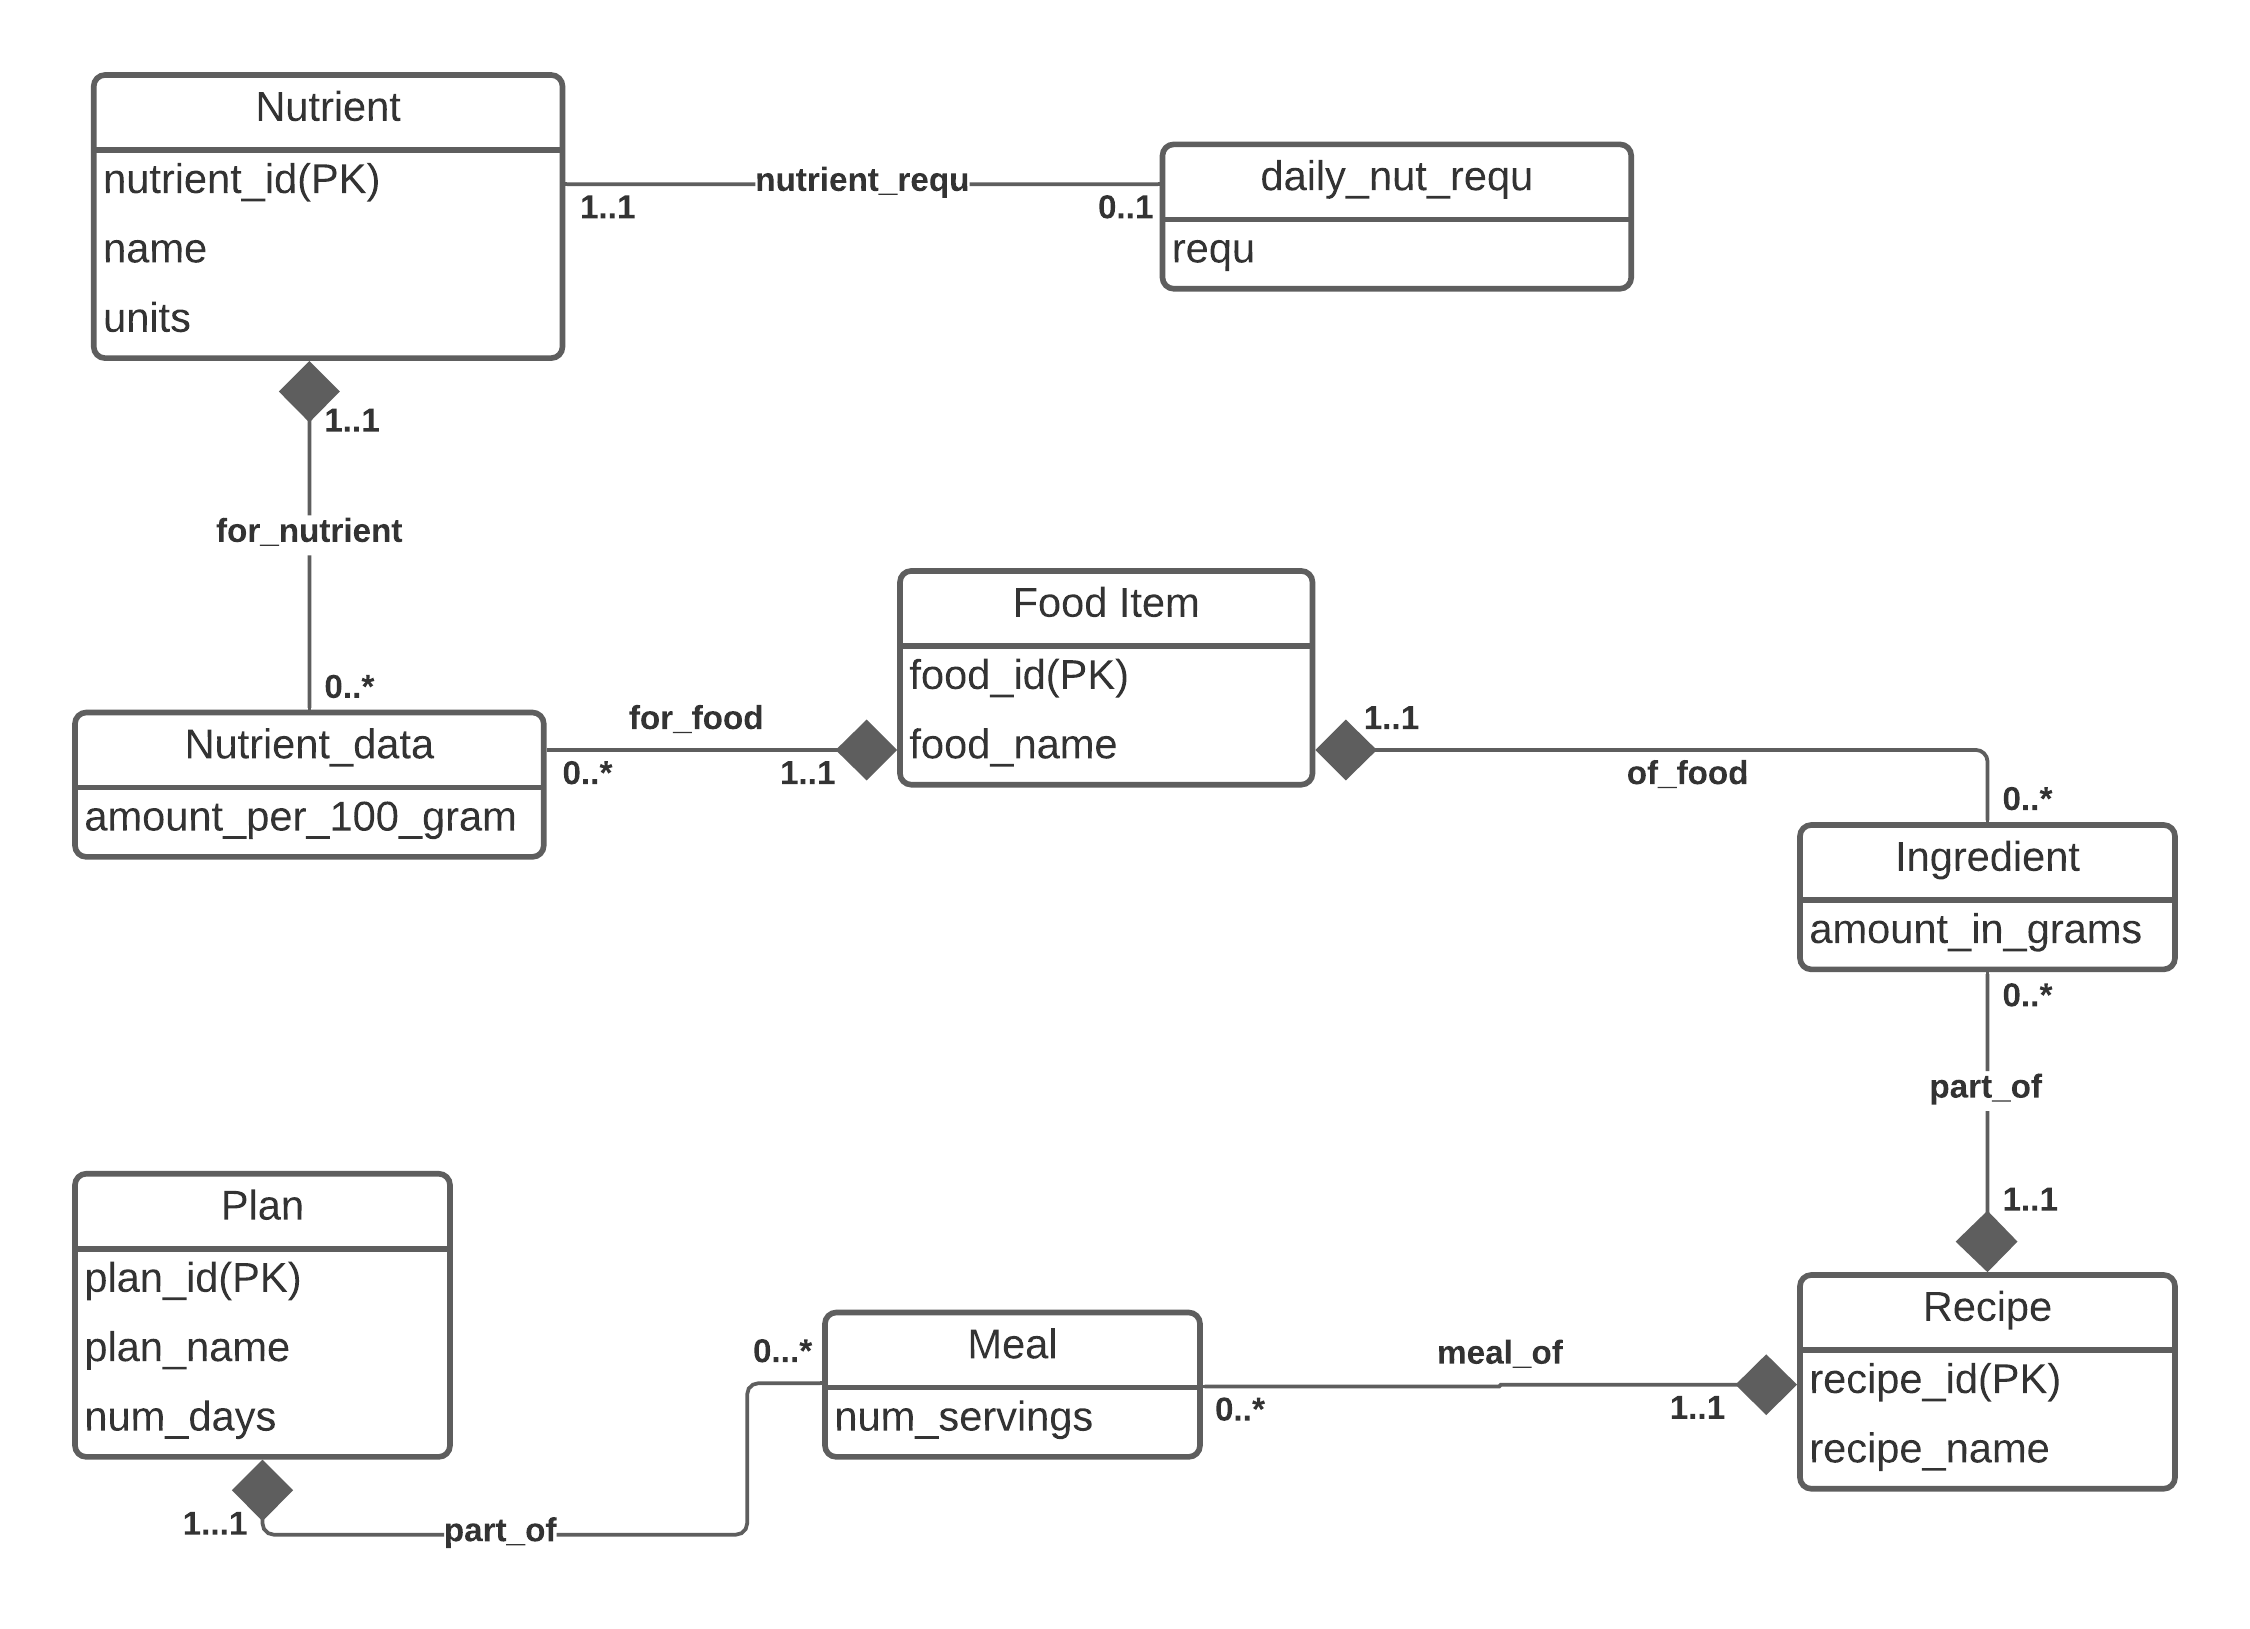 Nutrient
nutrient_id(PK)
name
units
1..1
nutrient_requ
0..1
daily_nut_requ
requ
1..1
for_nutrient
0..*
Nutrient_data
amount_per_100_gram
for_food
0..*
1..1
Food Item
food_id(PK)
food_name
1..1
of_food
0..*
Ingredient
amount_in_grams
0..*
part_of
1..1
Recipe
recipe_id(PK)
recipe_name
meal_of
1..1
0..*
Meal
num_servings
0...*
Plan
plan_id(PK)
plan_name
num_days
1...1
part_of